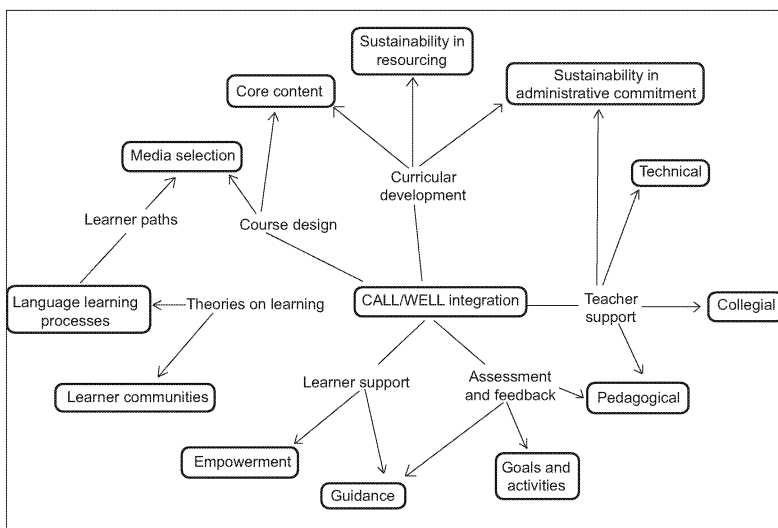 Sustainability in
resourcing
Sustainability in
administrative commitment
Core content
Media selection
Curricular
development
Technical
Learner paths
Course design
Language learning
processes
Theories on learning
CALL/WELL integration
Teacher
support
Collegial
Learner communities
Learner support
Assessment
and feedback
Pedagogical
Empowerment
Guidance
Goals and
activities